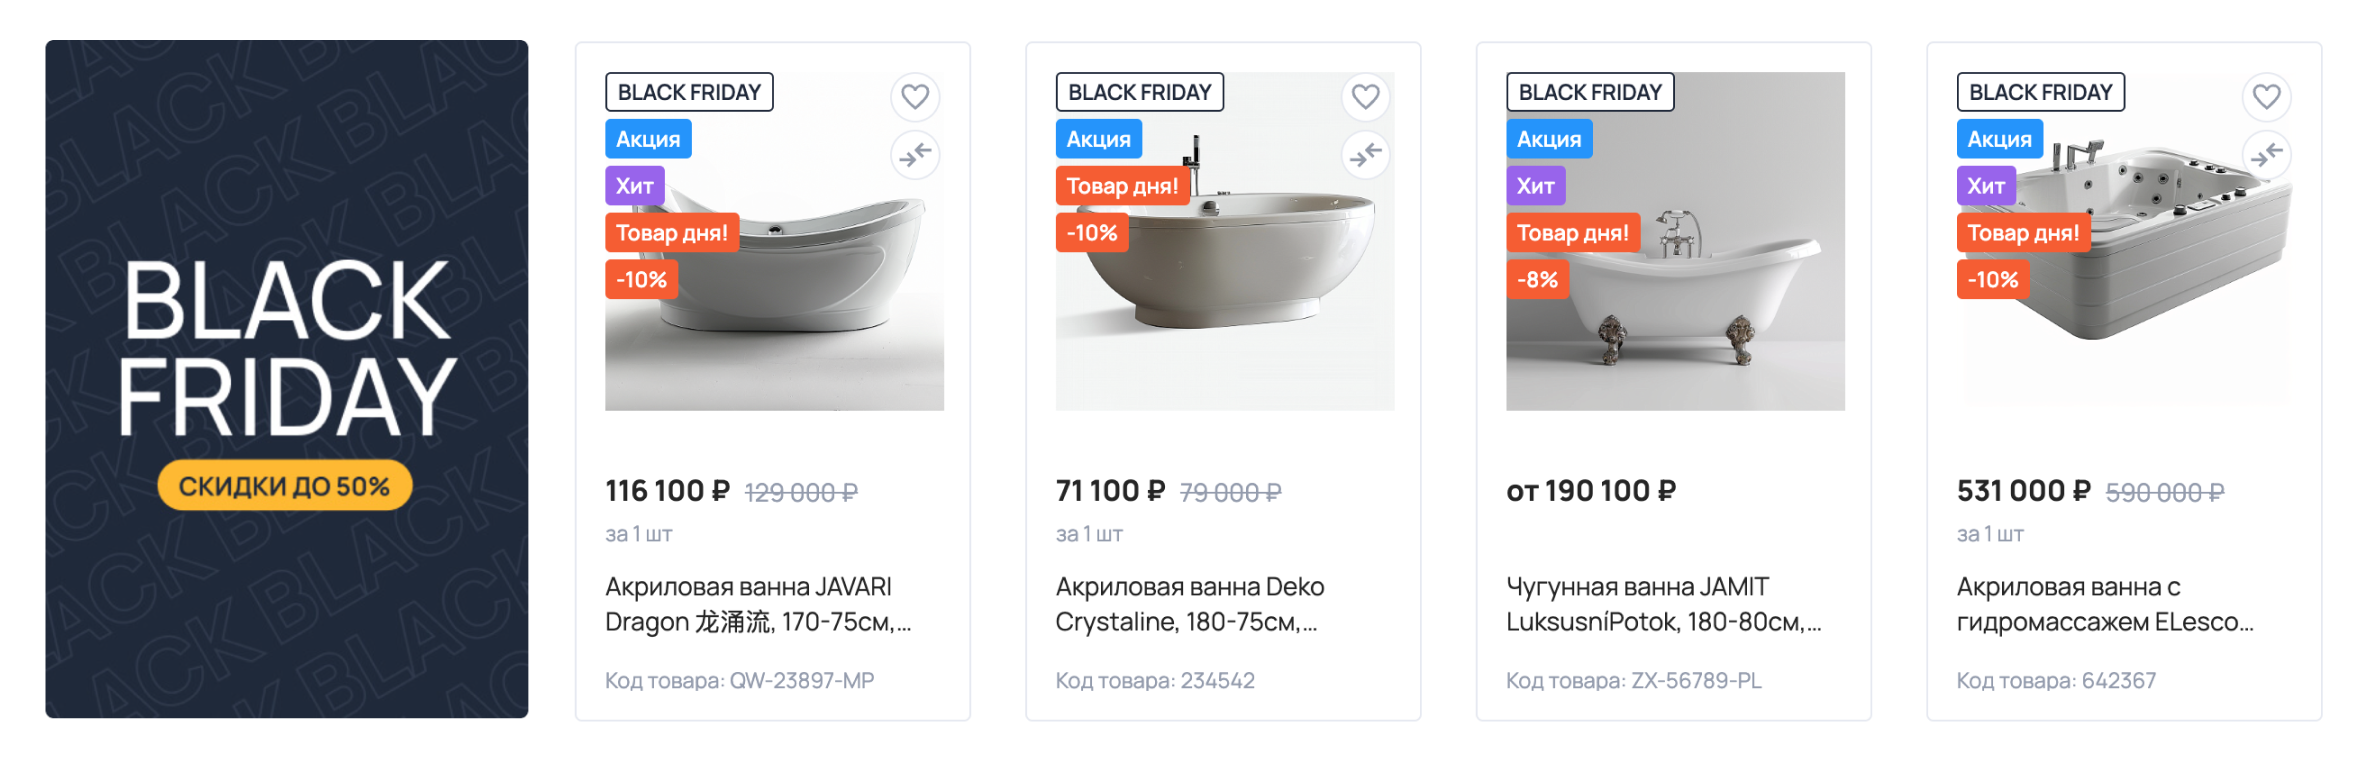 BLACK
FRIDAY
СКИДКИ ДО 50%
BLACK FRIDAY
Акция
Хит
Товар дня!
-10%
116 100 ₽ 129 000 ₽
за 1 шт
Акриловая ванна JAVARI
Dragon 龙涌流, 170-75см,...
Код товара: QW-23897-MP
BLACK FRIDAY
Акция
Товар дня!
-10%
71 100 ₽ 79 000 ₽
за 1 шт
Акриловая ванна Deko
Crystaline, 180-75см,...
Код товара: 234542
BLACK FRIDAY
Акция
Хит
Товар дня!
-8%
от 190 100 ₽
Чугунная ванна JAMIT
LuksusníPotok, 180-80см,...
Код товара: ZX-56789-PL
BLACK FRIDAY
Акция
Хит
Товар дня!
-10%
531 000 ₽ 590 000 ₽
за 1 шт
Акриловая ванна с
гидромассажем ELesco...
Код товара: 642367